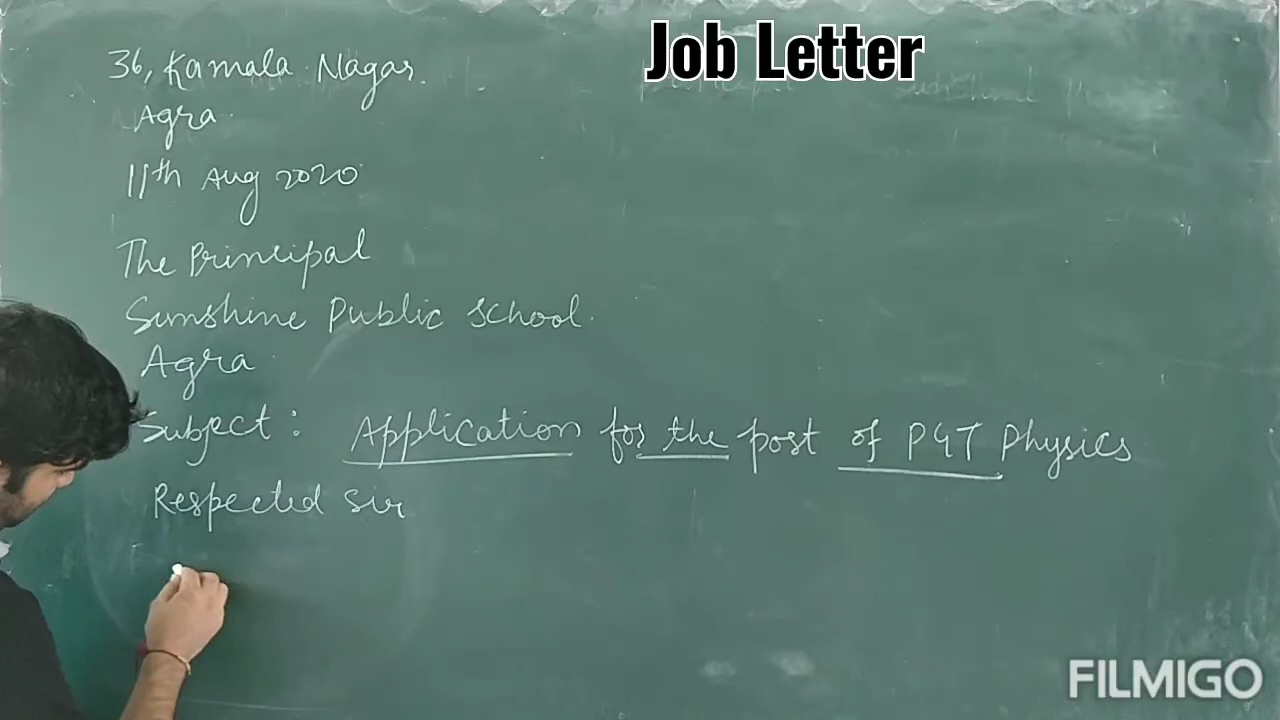 Job Letter
36, Kamala Nagar.
Agra.
11th Aug 2020
The Principal
Sunshine Public School.
Agra
Subject: Application for the post of PGT Physics
Respected Sir
FILMIGO